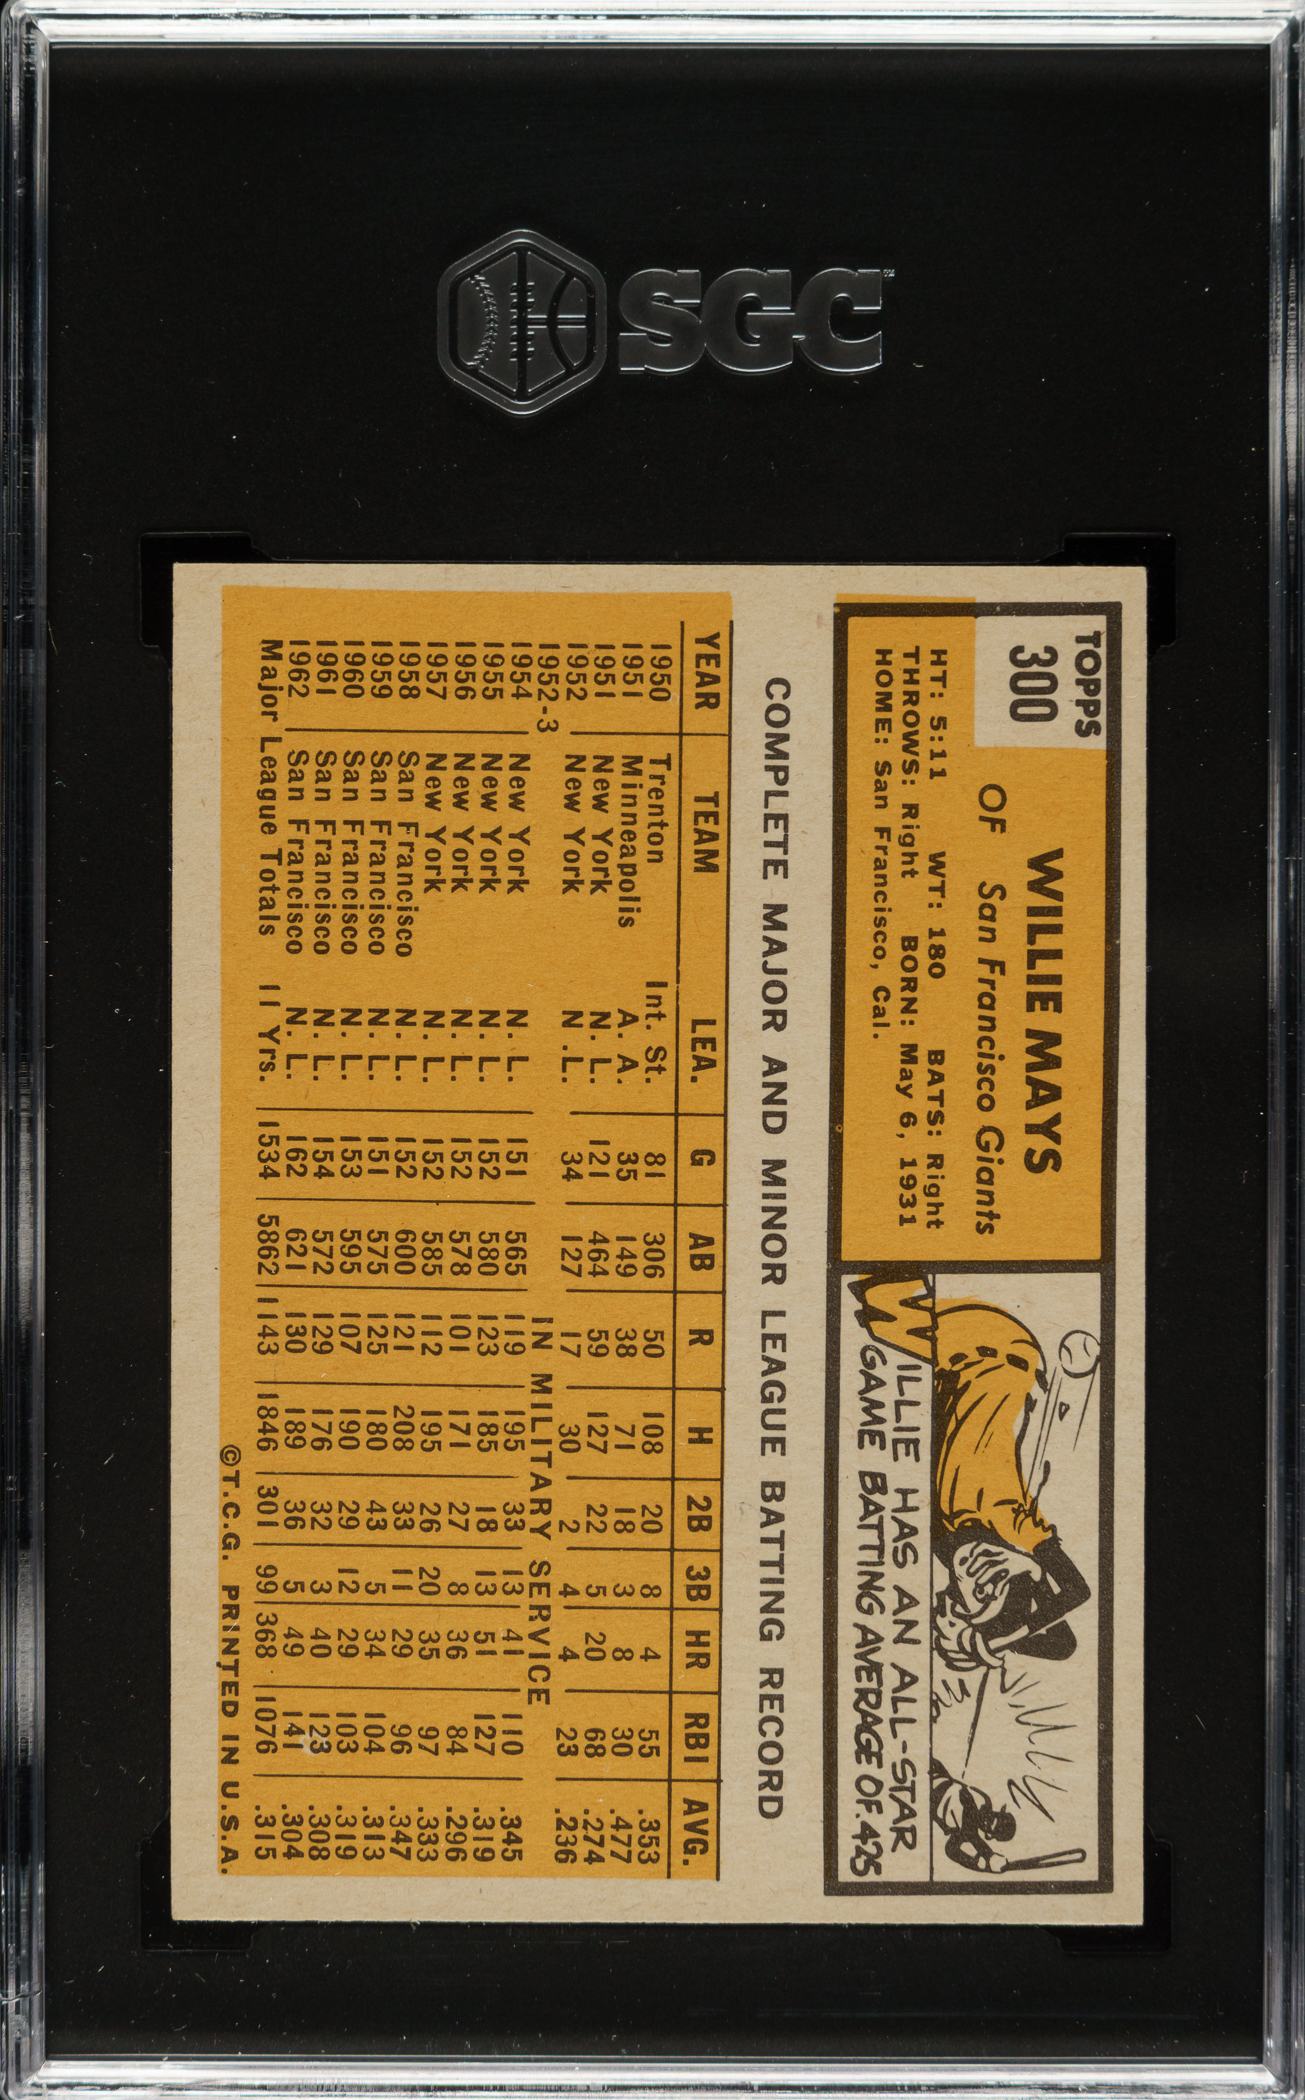 SGC™
TOPPS
300
WILLIE MAYS
OF San Francisco Giants
HT: 5:11 WT: 180 BATS: Right
THROWS: Right BORN: May 6, 1931
HOME: San Francisco, Cal.
WILLIE HAS AN ALL-STAR
GAME BATTING AVERAGE OF .425
COMPLETE MAJOR AND MINOR LEAGUE BATTING RECORD
YEAR TEAM LEA. G AB R H 2B 3B HR RBI AVG.
1950 Trenton Int. St. 81 306 50 108 20 8 4 55 .353
1951 Minneapolis A. A. 35 149 38 71 18 3 8 30 .477
1951 New York N. L. 121 464 59 127 22 5 20 68 .274
1952 New York N. L. 34 127 17 30 2 4 4 23 .236
1952-3 IN MILITARY SERVICE
1954 New York N. L. 151 565 119 195 33 13 41 110 .345
1955 New York N. L. 152 580 123 185 18 13 51 127 .319
1956 New York N. L. 152 578 101 171 27 8 36 84 .296
1957 New York N. L. 152 585 112 195 26 20 35 97 .333
1958 San Francisco N. L. 152 600 121 208 33 11 29 96 .347
1959 San Francisco N. L. 151 575 125 180 43 5 34 104 .313
1960 San Francisco N. L. 153 595 107 190 29 12 29 103 .319
1961 San Francisco N. L. 154 572 129 176 32 3 40 123 .308
1962 San Francisco N. L. 162 621 130 189 36 5 49 141 .304
Major League Totals 11 Yrs. 1534 5862 1143 1846 301 99 368 1076 .315
©T.C.G. PRINTED IN U.S.A.